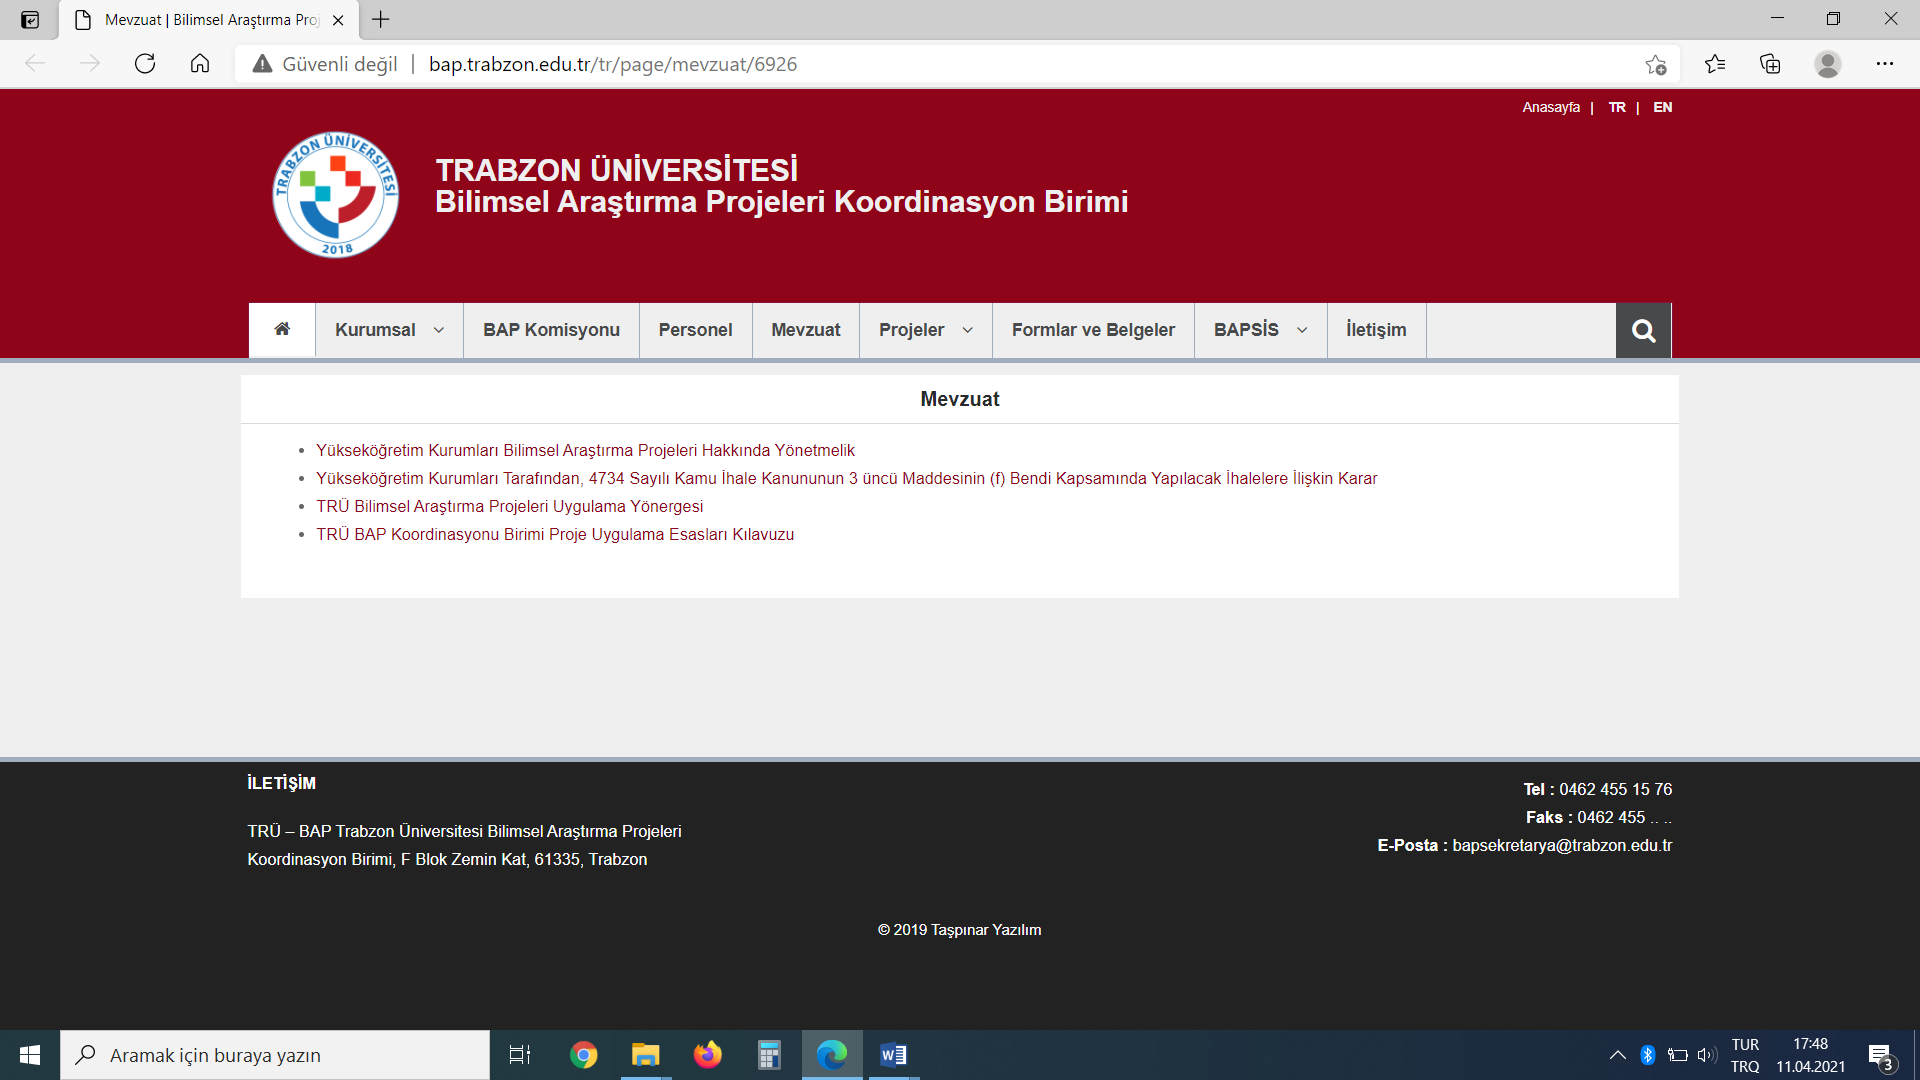 Mevzuat | Bilimsel Araştırma Proj
Güvenli değil | bap.trabzon.edu.tr/tr/page/mevzuat/6926
Anasayfa | TR | EN
TRABZON ÜNİVERSİTESİ
2018
TRABZON ÜNİVERSİTESİ
Bilimsel Araştırma Projeleri Koordinasyon Birimi
Kurumsal BAP Komisyonu Personel Mevzuat Projeler Formlar ve Belgeler BAPSİS İletişim
Mevzuat
Yükseköğretim Kurumları Bilimsel Araştırma Projeleri Hakkında Yönetmelik
Yükseköğretim Kurumları Tarafından, 4734 Sayılı Kamu İhale Kanununun 3 üncü Maddesinin (f) Bendi Kapsamında Yapılacak İhalelere İlişkin Karar
TRÜ Bilimsel Araştırma Projeleri Uygulama Yönergesi
TRÜ BAP Koordinasyonu Birimi Proje Uygulama Esasları Kılavuzu
İLETİŞİM
TRÜ – BAP Trabzon Üniversitesi Bilimsel Araştırma Projeleri
Koordinasyon Birimi, F Blok Zemin Kat, 61335, Trabzon
Tel : 0462 455 15 76
Faks : 0462 455 .. ..
E-Posta : bapsekretarya@trabzon.edu.tr
© 2019 Taşpınar Yazılım
Aramak için buraya yazın
TUR
TRQ
17:48
11.04.2021
3